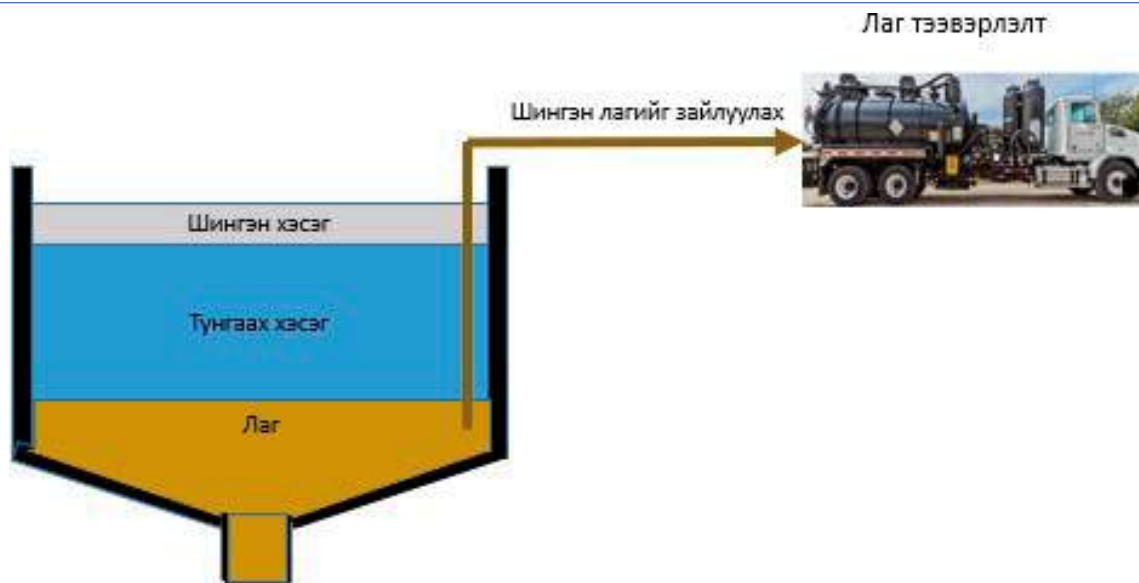 Лаг тээвэрлэлт
Шингэн лагийг зайлуулах
Шингэн хэсэг
Тунгаах хэсэг
Лаг